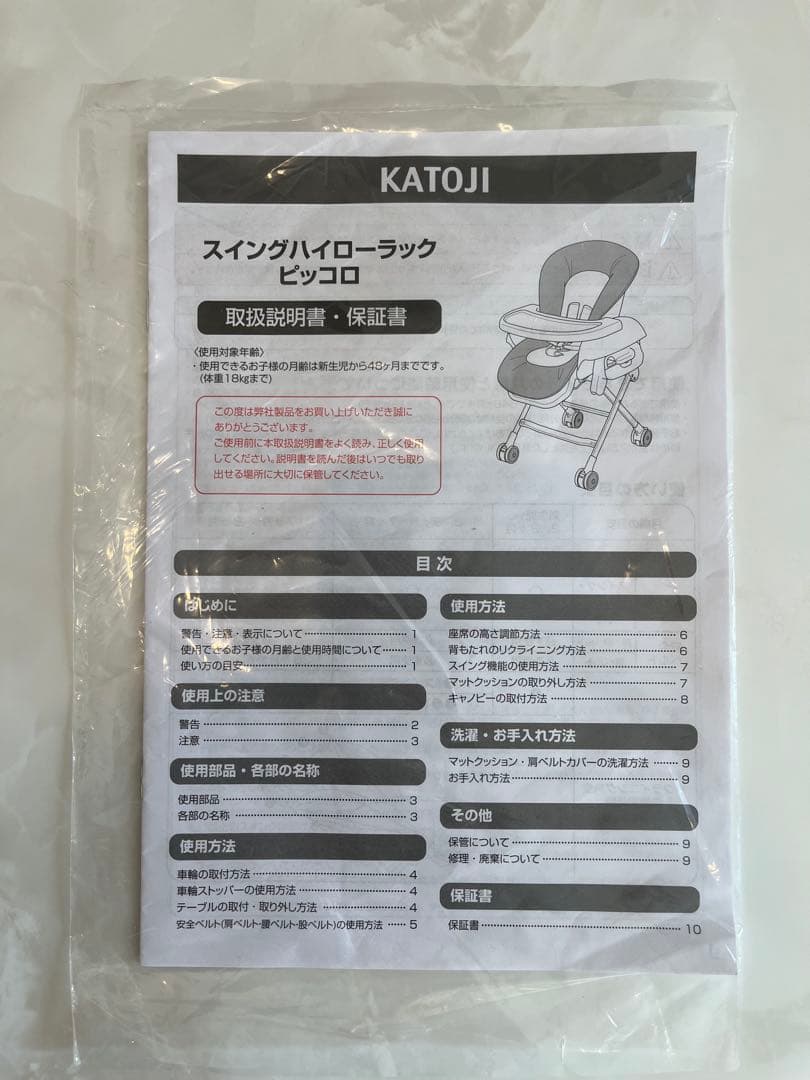 KATOJI
スイングハイローラック
ピッコロ
取扱説明書・保証書
〈使用対象年齢〉
・使用できるお子様の月齢は新生児から48ヶ月までです。
(体重18kgまで)
この度は弊社製品をお買い上げいただき誠に
ありがとうございます。
ご使用前に本取扱説明書をよく読み、正しく使用
してください。説明書を読んだ後はいつでも取り
出せる場所に大切に保管してください。
目次
はじめに
警告・注意・表示について 1
使用できるお子様の月齢と使用時間について 1
使い方の目安 1
使用上の注意
警告 2
注意 3
使用部品・各部の名称
使用部品 3
各部の名称 3
使用方法
車輪の取付方法 4
車輪ストッパーの使用方法 4
テーブルの取付・取り外し方法 4
安全ベルト(肩ベルト・腰ベルト・股ベルト)の使用方法 5
使用方法
座席の高さ調節方法 6
背もたれのリクライニング方法 6
スイング機能の使用方法 7
マットクッションの取り外し方法 7
キャノピーの取付方法 8
洗濯・お手入れ方法
マットクッション・肩ベルトカバーの洗濯方法 9
お手入れ方法 9
その他
保管について 9
修理・廃棄について 9
保証書
保証書 10